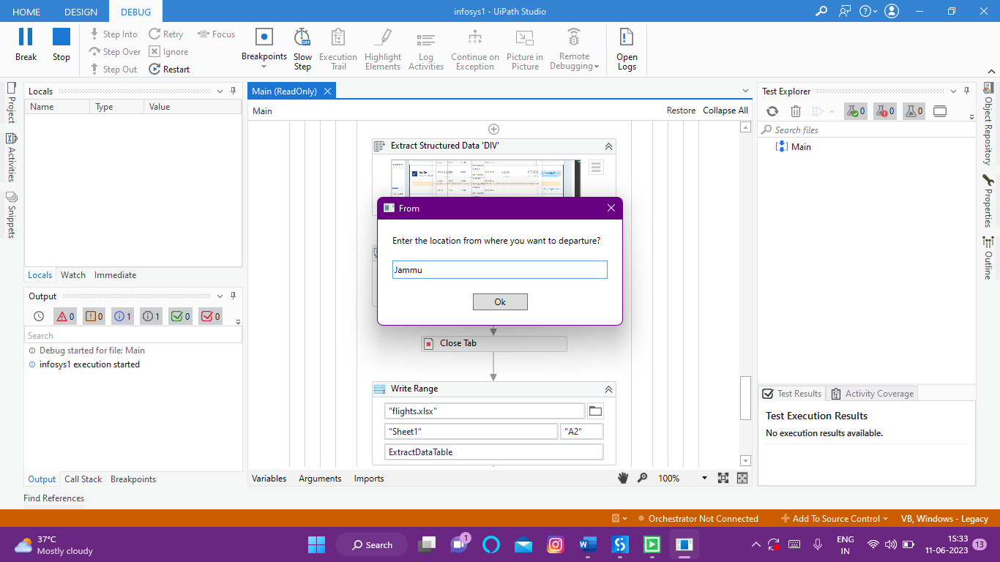 HOME DESIGN DEBUG infosys1 - UiPath Studio
Break Stop Step Into Step Over Step Out Retry Ignore Restart Focus
Breakpoints Slow Step Execution Trail Highlight Elements Log Activities Continue on Exception Picture in Picture Remote Debugging Open Logs
Project
Activities
Snippets
Locals
Name Type Value
Locals Watch Immediate
Output
0 0 1 1 0 0
Search
Debug started for file: Main
infosys1 execution started
Output Call Stack Breakpoints
Find References
Main (ReadOnly)
Main Restore Collapse All
Extract Structured Data 'DIV'
From
Enter the location from where you want to departure?
Jammu
Ok
Close Tab
Write Range
"flights.xlsx"
"Sheet1" "A2"
ExtractDataTable
Variables Arguments Imports 100%
Test Explorer
0 0 0
Search files
Main
Test Results Activity Coverage
Test Execution Results
No execution results available.
Object Repository
Properties
Outline
Orchestrator Not Connected Add To Source Control VB, Windows - Legacy
37°C
Mostly cloudy
Search
1
OFF
ENG
IN
15:33
11-06-2023
13